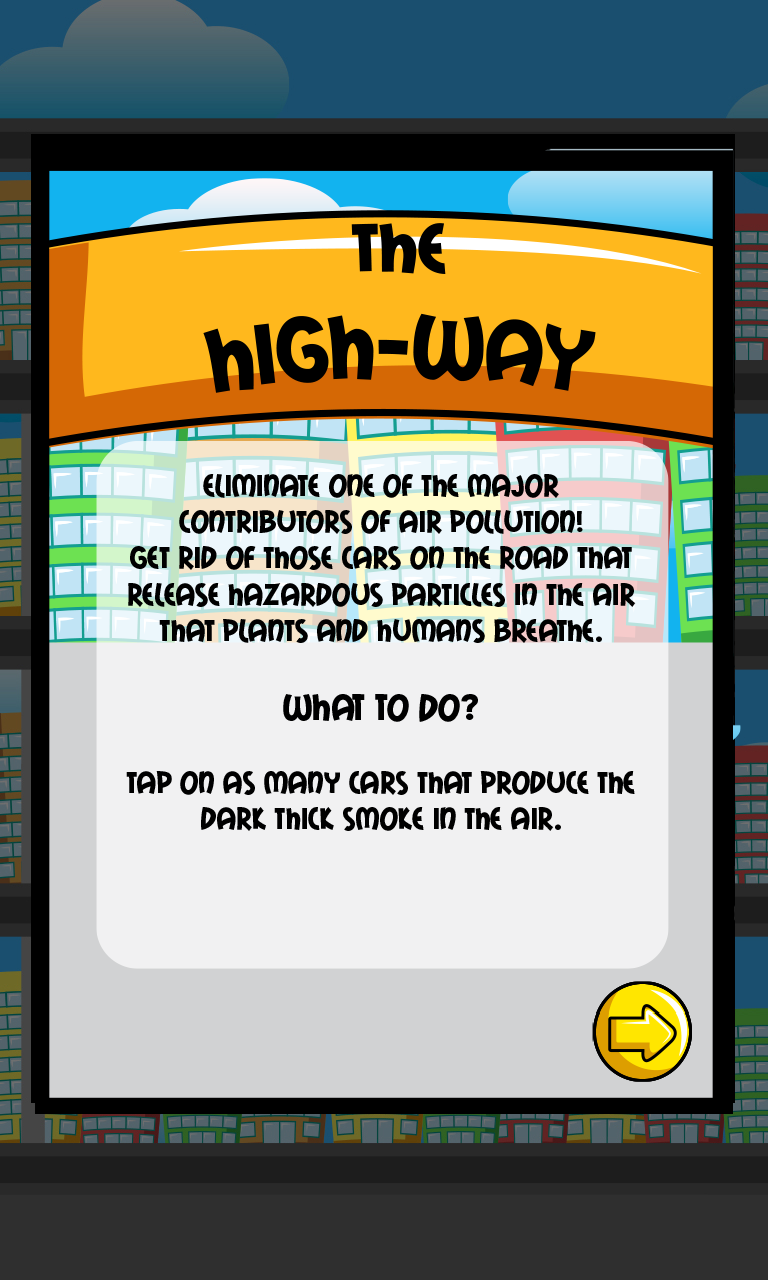 THE
HIGH-WAY
ELIMINATE ONE OF THE MAJOR
CONTRIBUTORS OF AIR POLLUTION!
GET RID OF THOSE CARS ON THE ROAD THAT
RELEASE HAZARDOUS PARTICLES IN THE AIR
THAT PLANTS AND HUMANS BREATHE.
WHAT TO DO?
TAP ON AS MANY CARS THAT PRODUCE THE
DARK THICK SMOKE IN THE AIR.